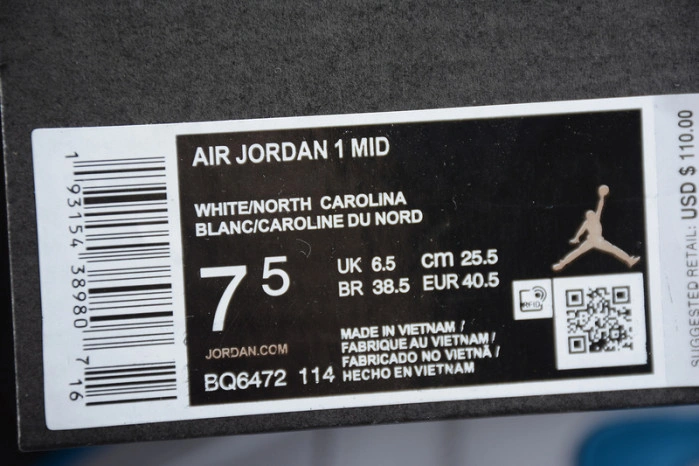 AIR JORDAN 1 MID
WHITE/NORTH CAROLINA
BLANC/CAROLINE DU NORD
7 5
UK 6.5 cm 25.5
BR 38.5 EUR 40.5
RFID
MADE IN VIETNAM /
FABRIQUE AU VIETNAM /
FABRICADO NO VIETNÃ /
HECHO EN VIETNAM
JORDAN.COM
BQ6472 114
1 93154 38980 7 16
SUGGESTED RETAIL: USD $ 110.00